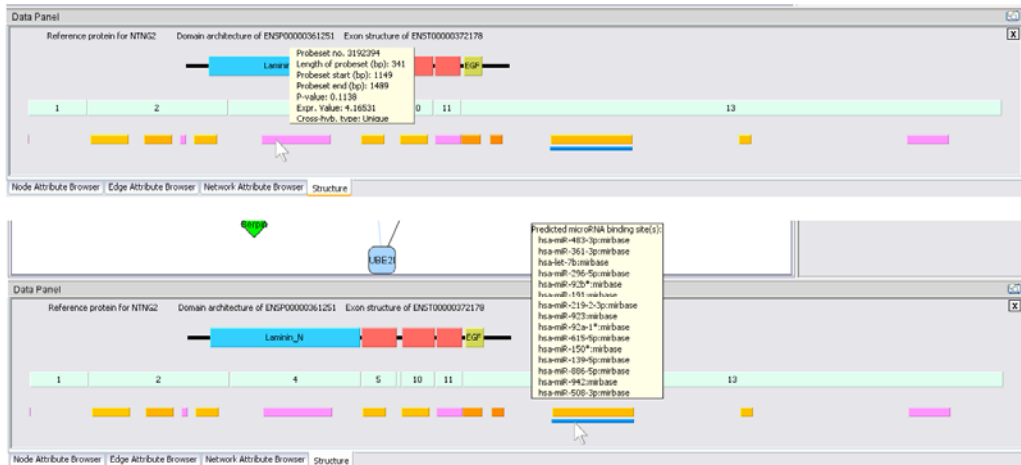 Data Panel
Reference protein for NTNG2 Domain architecture of ENSP00000361251 Exon structure of ENST00000372178
X
Probeset no. 3192394
Length of probeset (bp): 341
Probeset start (bp): 1149
Probeset end (bp): 1489
P-value: 0.1138
Expr. Value: 4.16531
Cross-hyb. type: Unique
Laminin EGF
1 2 0 11 13
Node Attribute Browser Edge Attribute Browser Network Attribute Browser Structure
UBE2I
Predicted microRNA binding site(s):
hsa-miR-483-3p:mirbase
hsa-miR-361-3p:mirbase
hsa-let-7b:mirbase
hsa-miR-296-5p:mirbase
hsa-miR-92b*:mirbase
hsa-miR-191:mirbase
hsa-miR-219-2-3p:mirbase
hsa-miR-923:mirbase
hsa-miR-92a-1*:mirbase
hsa-miR-615-5p:mirbase
hsa-miR-150*:mirbase
hsa-miR-139-5p:mirbase
hsa-miR-886-5p:mirbase
hsa-miR-942:mirbase
hsa-miR-508-3p:mirbase
Data Panel
Reference protein for NTNG2 Domain architecture of ENSP00000361251 Exon structure of ENST00000372178
X
Laminin_N EGF
1 2 4 5 10 11 13
Node Attribute Browser Edge Attribute Browser Network Attribute Browser Structure